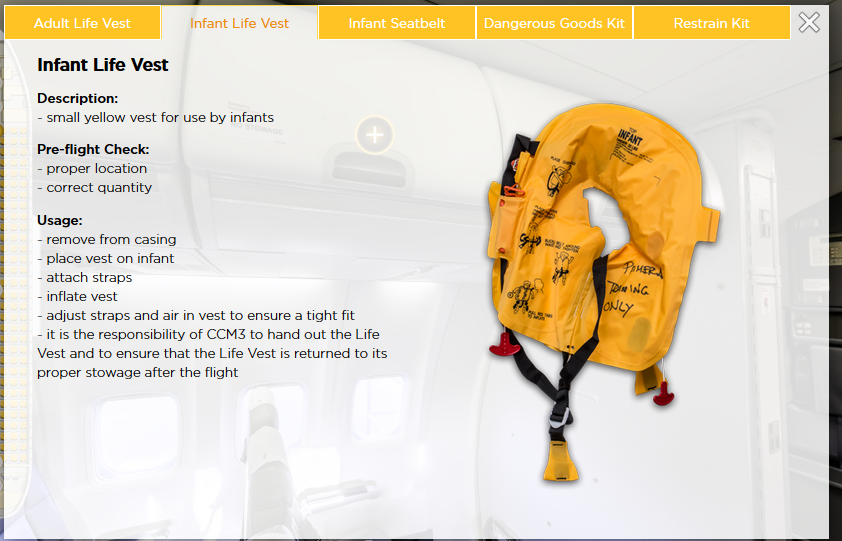 Adult Life Vest
Infant Life Vest
Infant Seatbelt
Dangerous Goods Kit
Restrain Kit
Infant Life Vest
Description:
- small yellow vest for use by infants
Pre-flight Check:
- proper location
- correct quantity
Usage:
- remove from casing
- place vest on infant
- attach straps
- inflate vest
- adjust straps and air in vest to ensure a tight fit
- it is the responsibility of CCM3 to hand out the Life
Vest and to ensure that the Life Vest is returned to its
proper stowage after the flight
INFANT
TRAINING
ONLY